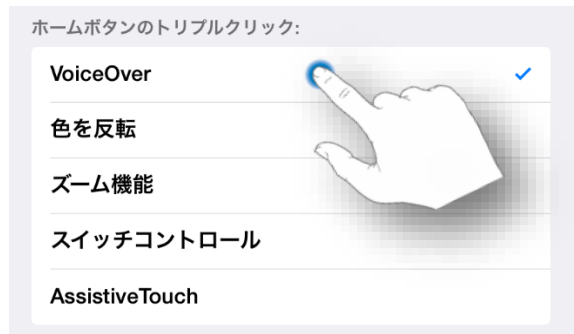 ホームボタンのトリプルクリック:
VoiceOver
色を反転
ズーム機能
スイッチコントロール
AssistiveTouch